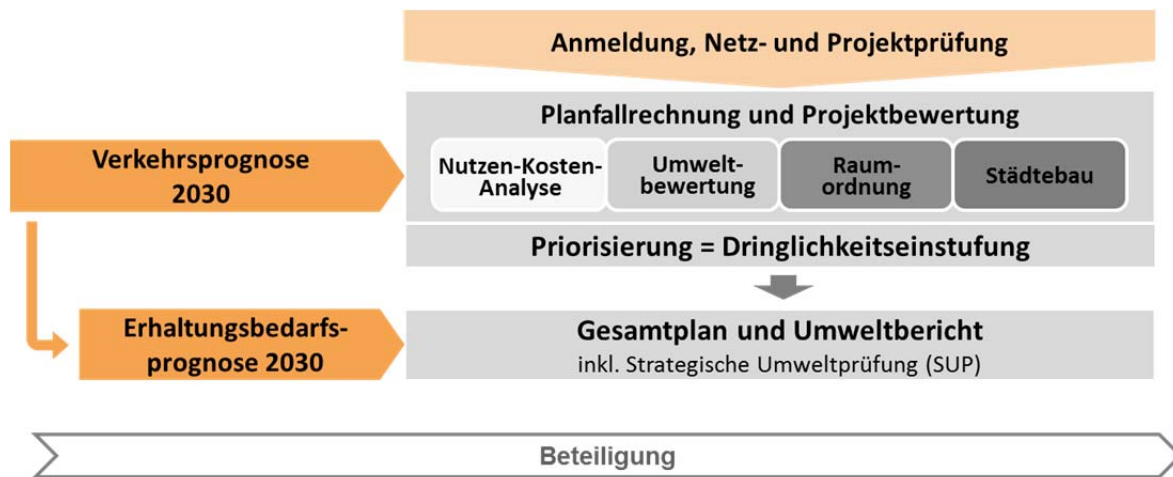 Anmeldung, Netz- und Projektprüfung
Planfallrechnung und Projektbewertung
Verkehrsprognose
2030
Nutzen-Kosten-
Analyse
Umwelt-
bewertung
Raum-
ordnung
Städtebau
Priorisierung = Dringlichkeitseinstufung
Erhaltungsbedarfs-
prognose 2030
Gesamtplan und Umweltbericht
inkl. Strategische Umweltprüfung (SUP)
Beteiligung